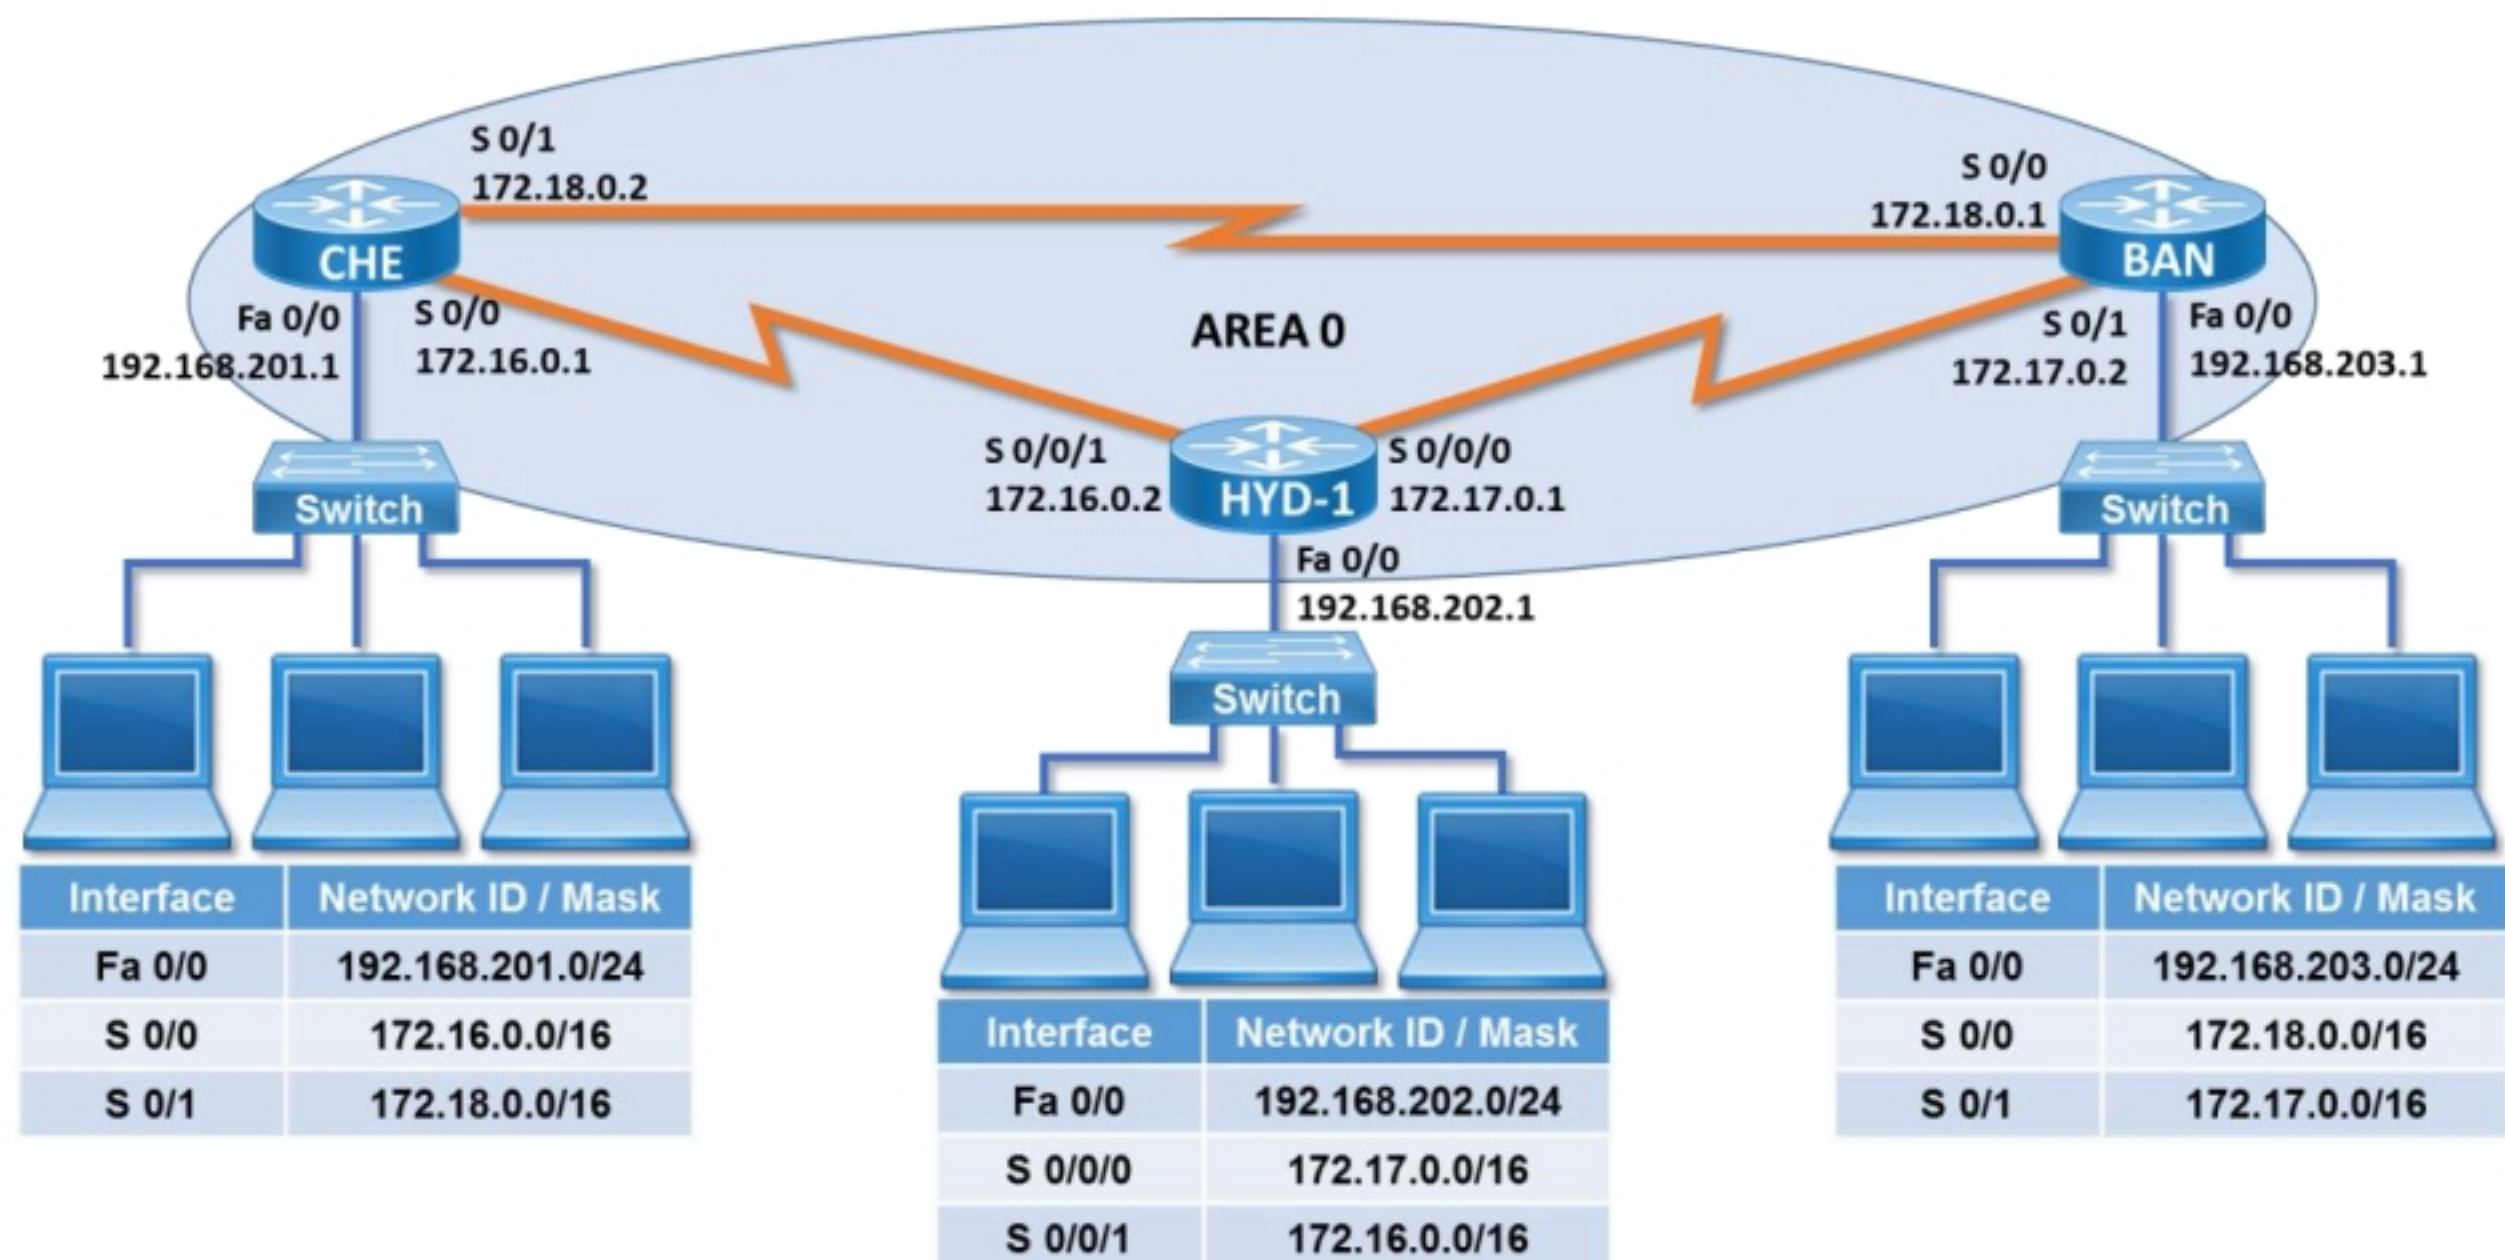 S 0/1
172.18.0.2
S 0/0
172.18.0.1
CHE
BAN
Fa 0/0
192.168.201.1
S 0/0
172.16.0.1
AREA 0
S 0/1
172.17.0.2
Fa 0/0
192.168.203.1
S 0/0/1
172.16.0.2
HYD-1
S 0/0/0
172.17.0.1
Switch
Switch
Fa 0/0
192.168.202.1
Switch
Interface Network ID / Mask
Fa 0/0 192.168.201.0/24
S 0/0 172.16.0.0/16
S 0/1 172.18.0.0/16
Interface Network ID / Mask
Fa 0/0 192.168.202.0/24
S 0/0/0 172.17.0.0/16
S 0/0/1 172.16.0.0/16
Interface Network ID / Mask
Fa 0/0 192.168.203.0/24
S 0/0 172.18.0.0/16
S 0/1 172.17.0.0/16